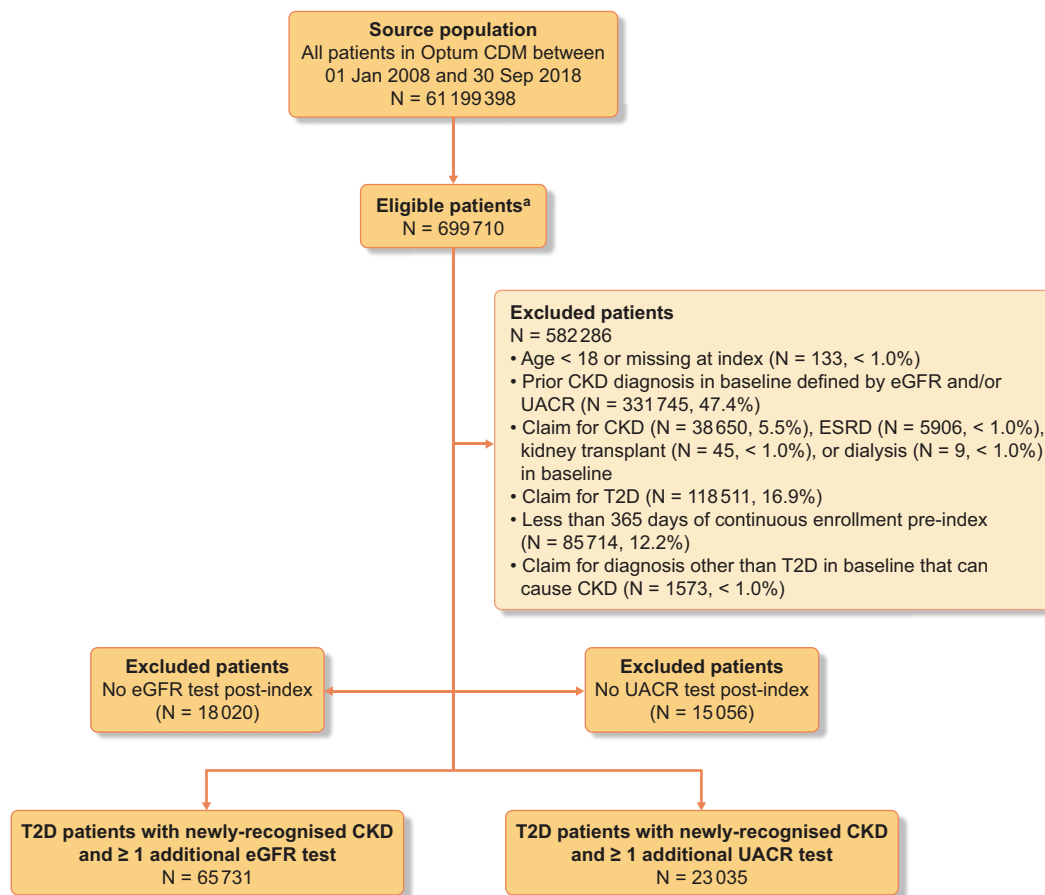 Source population
All patients in Optum CDM between
01 Jan 2008 and 30 Sep 2018
N = 61 199 398
Eligible patientsᵃ
N = 699 710
Excluded patients
N = 582 286
• Age < 18 or missing at index (N = 133, < 1.0%)
• Prior CKD diagnosis in baseline defined by eGFR and/or
UACR (N = 331 745, 47.4%)
• Claim for CKD (N = 38 650, 5.5%), ESRD (N = 5906, < 1.0%),
kidney transplant (N = 45, < 1.0%), or dialysis (N = 9, < 1.0%)
in baseline
• Claim for T2D (N = 118 511, 16.9%)
• Less than 365 days of continuous enrollment pre-index
(N = 85 714, 12.2%)
• Claim for diagnosis other than T2D in baseline that can
cause CKD (N = 1573, < 1.0%)
Excluded patients
No eGFR test post-index
(N = 18 020)
Excluded patients
No UACR test post-index
(N = 15 056)
T2D patients with newly-recognised CKD
and ≥ 1 additional eGFR test
N = 65 731
T2D patients with newly-recognised CKD
and ≥ 1 additional UACR test
N = 23 035